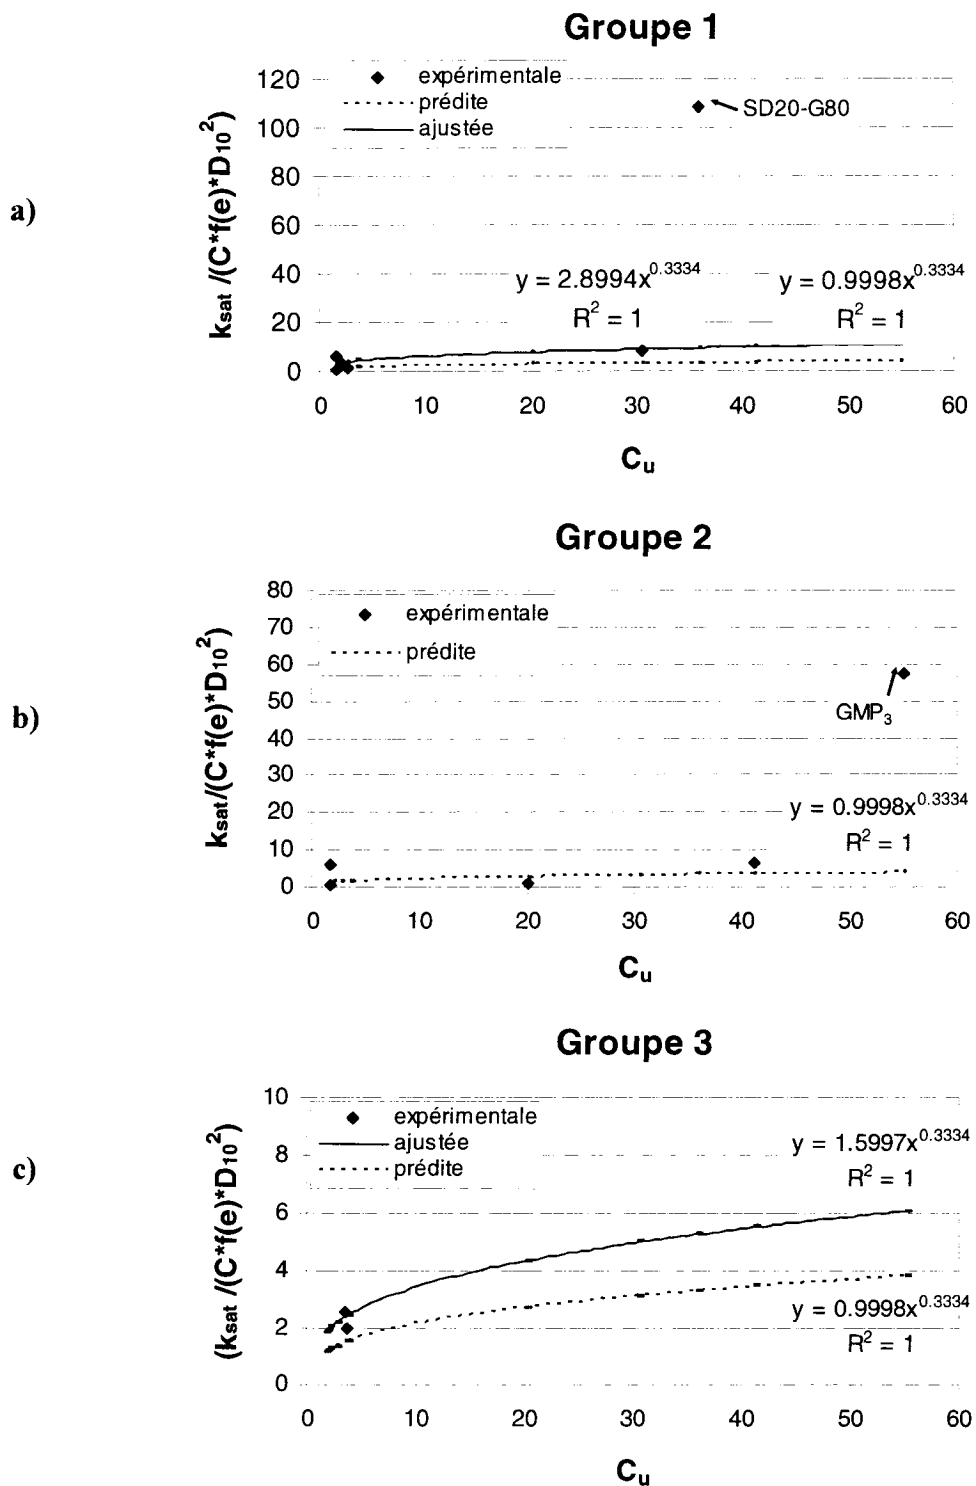 Groupe 1
a)
k_sat /(C*f(e)*D_10^2)
120
100
80
60
40
20
0
expérimentale
prédite
ajustée
SD20-G80
y = 2.8994x^0.3334
R^2 = 1
y = 0.9998x^0.3334
R^2 = 1
0 10 20 30 40 50 60
C_u
Groupe 2
b)
k_sat/(C*f(e)*D_10^2)
80
70
60
50
40
30
20
10
0
expérimentale
prédite
GMP_3
y = 0.9998x^0.3334
R^2 = 1
0 10 20 30 40 50 60
C_u
Groupe 3
c)
(k_sat /(C*f(e)*D_10^2)
10
8
6
4
2
0
expérimentale
ajustée
prédite
y = 1.5997x^0.3334
R^2 = 1
y = 0.9998x^0.3334
R^2 = 1
0 10 20 30 40 50 60
C_u